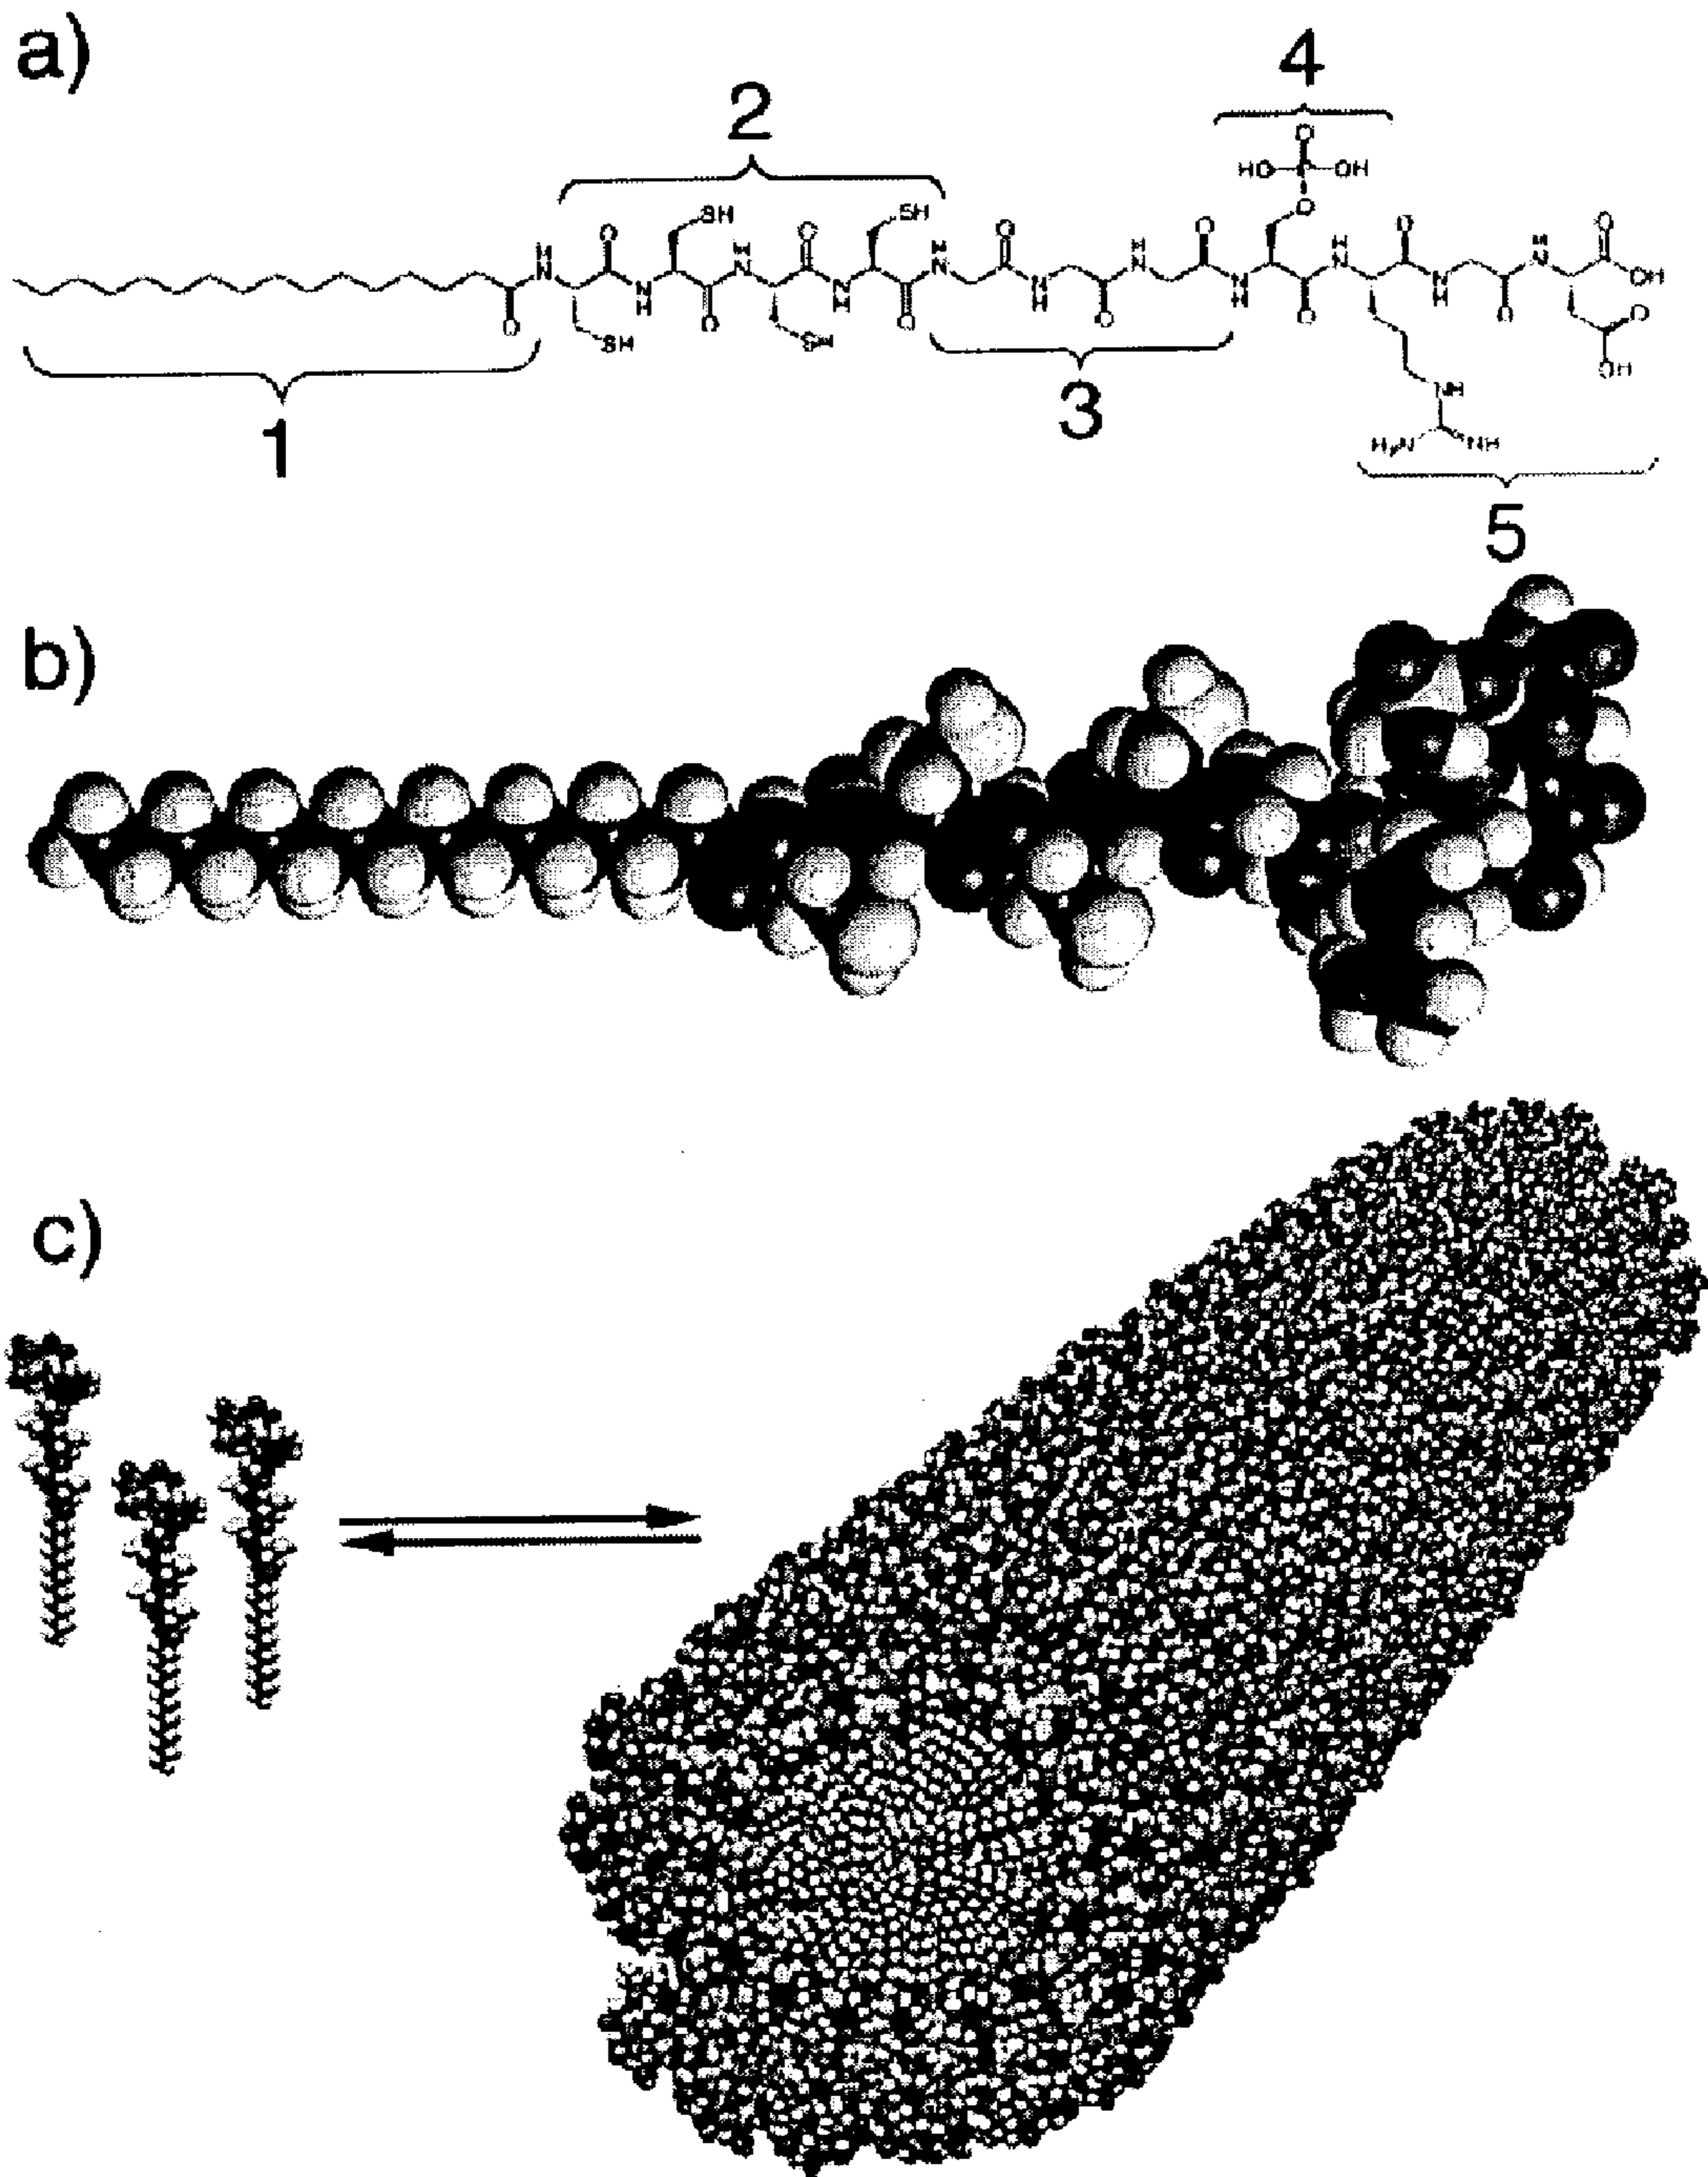 a)
4
2
O
HO P OH
SH SH O O O O
H O H O H O H O H O H O
N N N N N N OH
N N N N N N
H H H H H H
O SH O SH O O O O O
OH
1 3 NH
H₂N NH
5
b)
c)